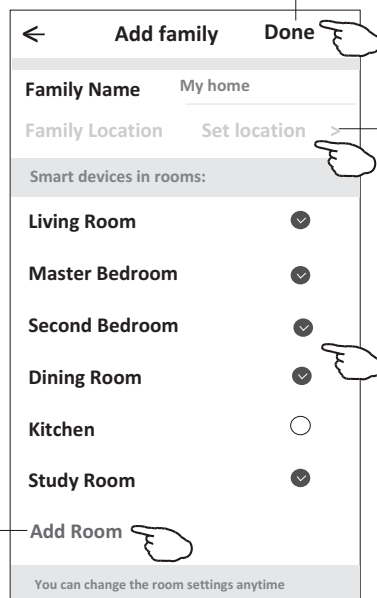 ← Add family Done
Family Name My home
Family Location Set location >
Smart devices in rooms:
Living Room
Master Bedroom
Second Bedroom
Dining Room
Kitchen
Study Room
Add Room
You can change the room settings anytime